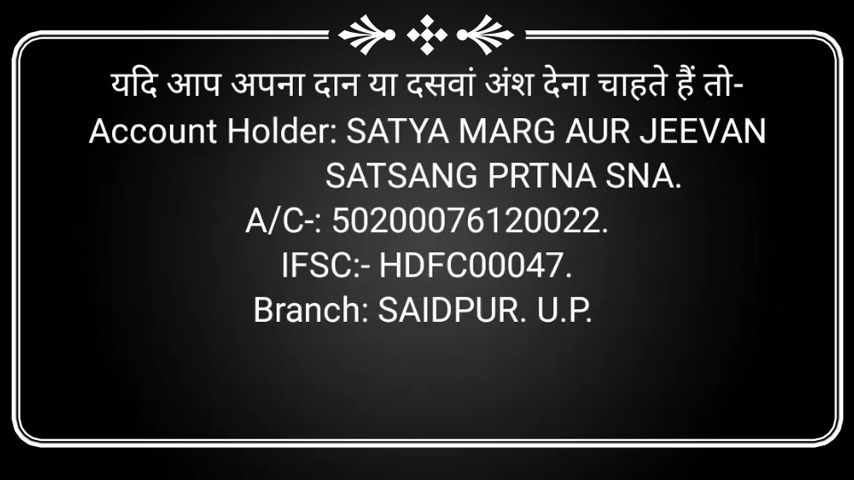 यदि आप अपना दान या दसवां अंश देना चाहते हैं तो-
Account Holder: SATYA MARG AUR JEEVAN
SATSANG PRTNA SNA.
A/C-: 50200076120022.
IFSC:- HDFC00047.
Branch: SAIDPUR. U.P.